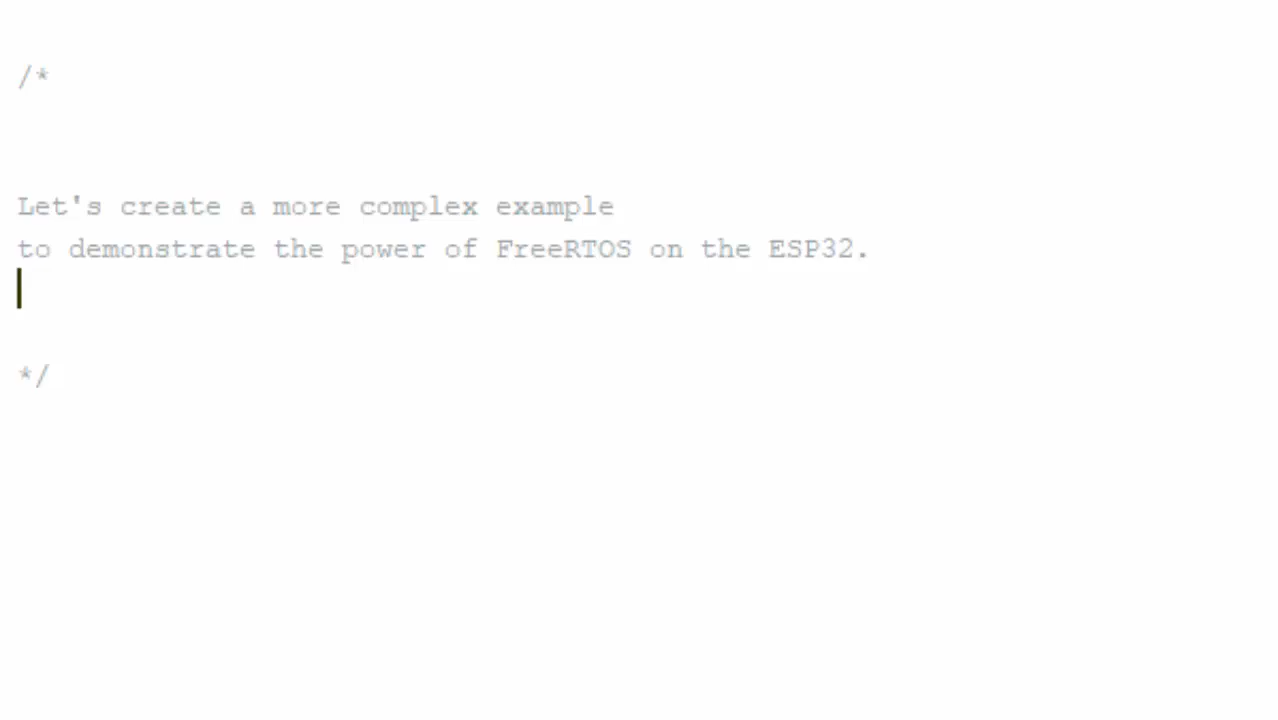 /*
Let's create a more complex example
to demonstrate the power of FreeRTOS on the ESP32.
*/